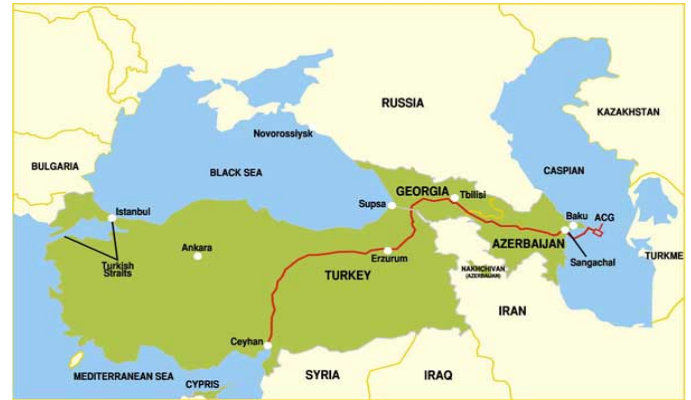 RUSSIA
KAZAKHSTAN
Novorossiysk
BULGARIA
BLACK SEA
CASPIAN
GEORGIA
Tbilisi
Supsa
Istanbul
Baku
ACG
AZERBAIJAN
Ankara
Erzurum
Sangachal
TURKME
Turkish
Straits
TURKEY
NAKHCHIVAN
(AZERBAIJAN)
IRAN
Ceyhan
MEDITERRANEAN SEA
CYPRIS
SYRIA
IRAQ